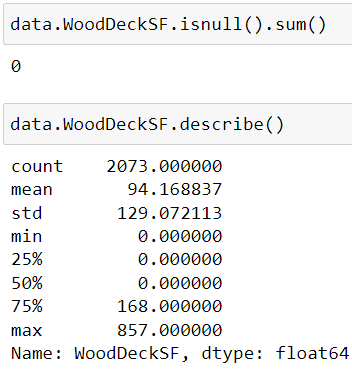 data.WoodDeckSF.isnull().sum()
0
data.WoodDeckSF.describe()
count    2073.000000
mean       94.168837
std       129.072113
min         0.000000
25%         0.000000
50%         0.000000
75%       168.000000
max       857.000000
Name: WoodDeckSF, dtype: float64